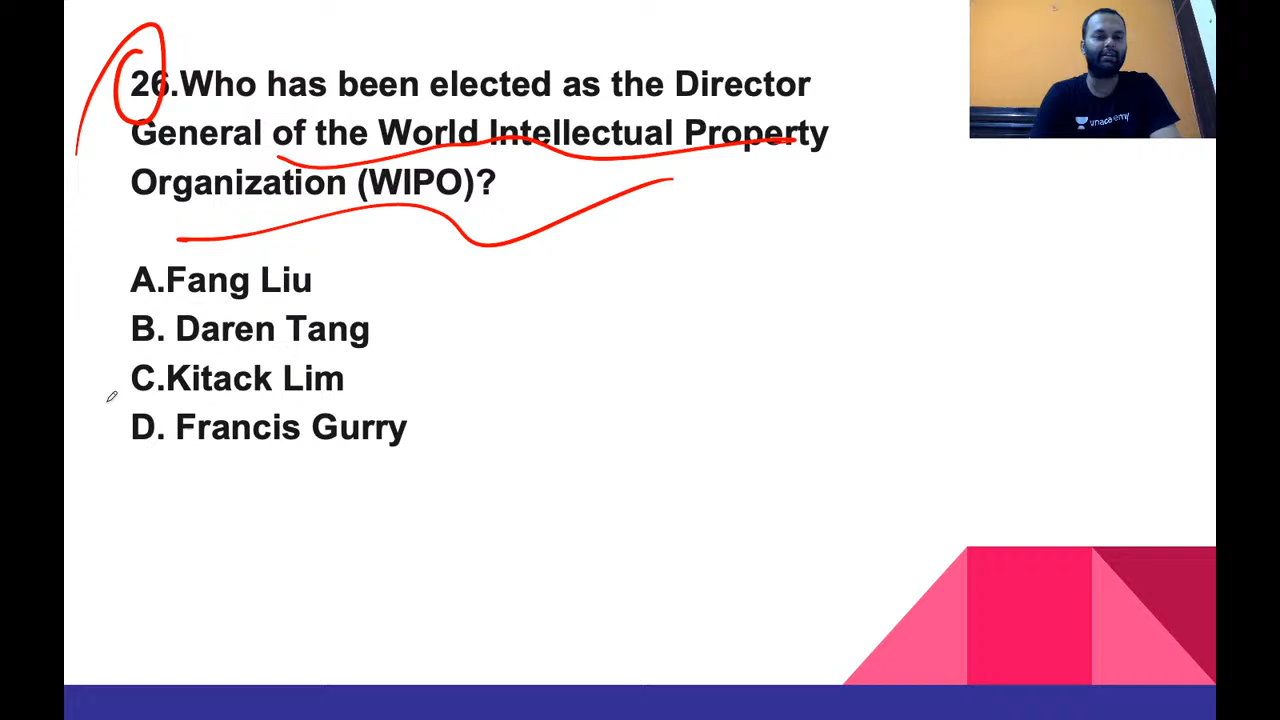 26.Who has been elected as the Director
General of the World Intellectual Property
Organization (WIPO)?
A.Fang Liu
B. Daren Tang
C.Kitack Lim
D. Francis Gurry
unacademy